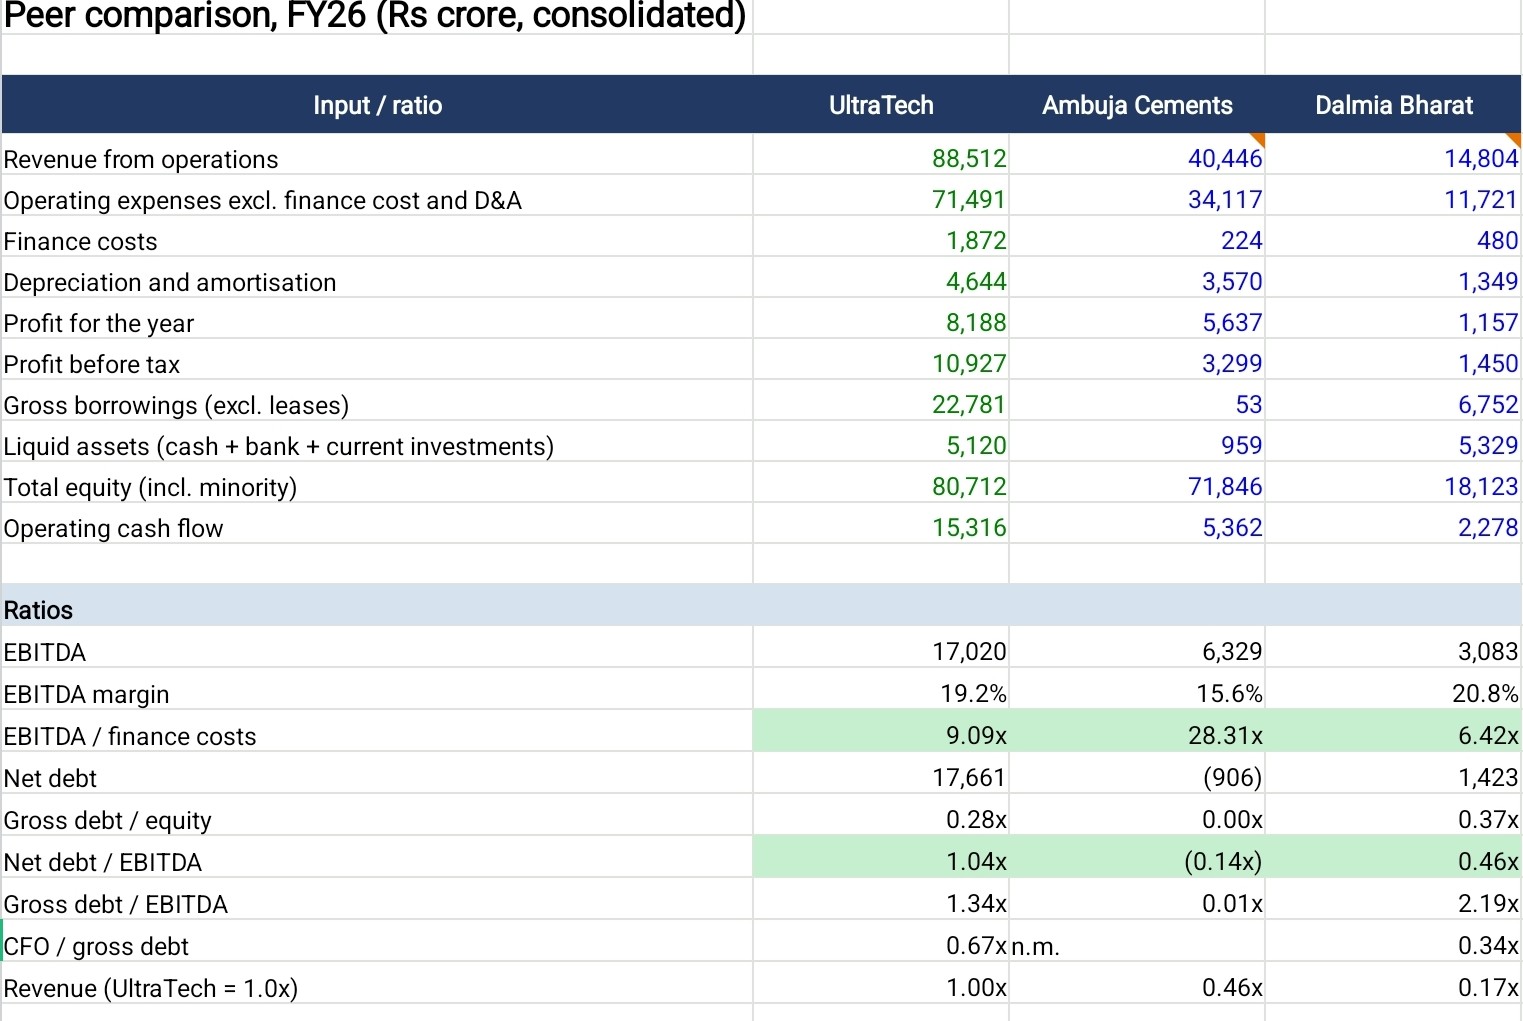 Peer comparison, FY26 (Rs crore, consolidated)
Input / ratio UltraTech Ambuja Cements Dalmia Bharat
Revenue from operations 88,512 40,446 14,804
Operating expenses excl. finance cost and D&A 71,491 34,117 11,721
Finance costs 1,872 224 480
Depreciation and amortisation 4,644 3,570 1,349
Profit for the year 8,188 5,637 1,157
Profit before tax 10,927 3,299 1,450
Gross borrowings (excl. leases) 22,781 53 6,752
Liquid assets (cash + bank + current investments) 5,120 959 5,329
Total equity (incl. minority) 80,712 71,846 18,123
Operating cash flow 15,316 5,362 2,278
Ratios
EBITDA 17,020 6,329 3,083
EBITDA margin 19.2% 15.6% 20.8%
EBITDA / finance costs 9.09x 28.31x 6.42x
Net debt 17,661 (906) 1,423
Gross debt / equity 0.28x 0.00x 0.37x
Net debt / EBITDA 1.04x (0.14x) 0.46x
Gross debt / EBITDA 1.34x 0.01x 2.19x
CFO / gross debt 0.67x n.m. 0.34x
Revenue (UltraTech = 1.0x) 1.00x 0.46x 0.17x